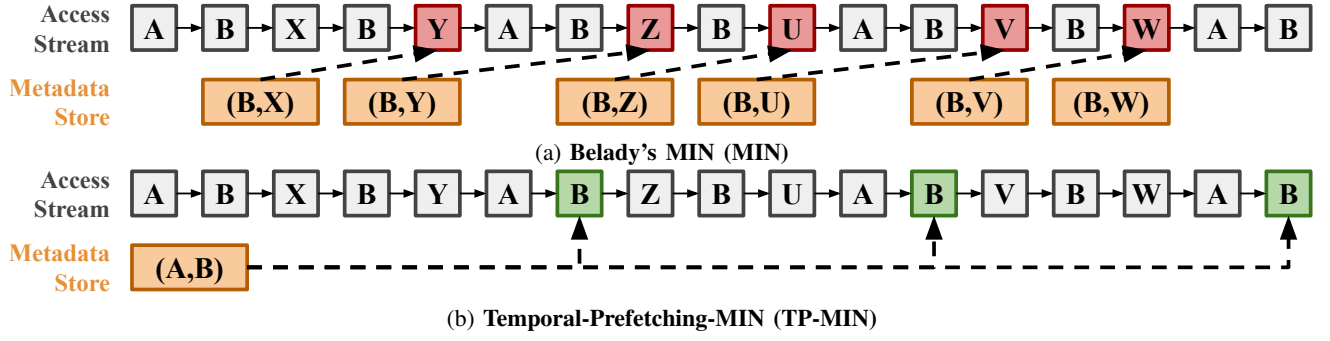 Access Stream A B X B Y A B Z B U A B V B W A B
Metadata Store (B,X) (B,Y) (B,Z) (B,U) (B,V) (B,W)
(a) Belady's MIN (MIN)
Access Stream A B X B Y A B Z B U A B V B W A B
Metadata Store (A,B)
(b) Temporal-Prefetching-MIN (TP-MIN)